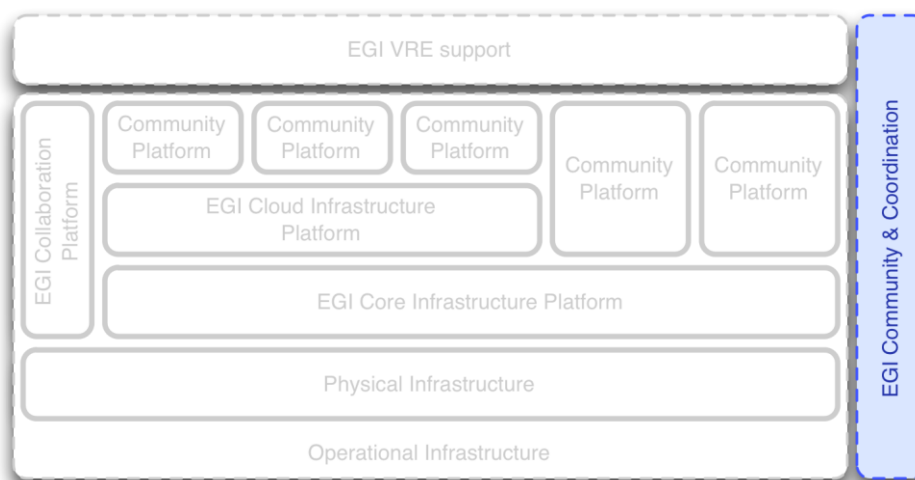 EGI VRE support
EGI Collaboration
Platform
Community
Platform
Community
Platform
Community
Platform
Community
Platform
Community
Platform
EGI Cloud Infrastructure
Platform
EGI Core Infrastructure Platform
Physical Infrastructure
Operational Infrastructure
EGI Community & Coordination